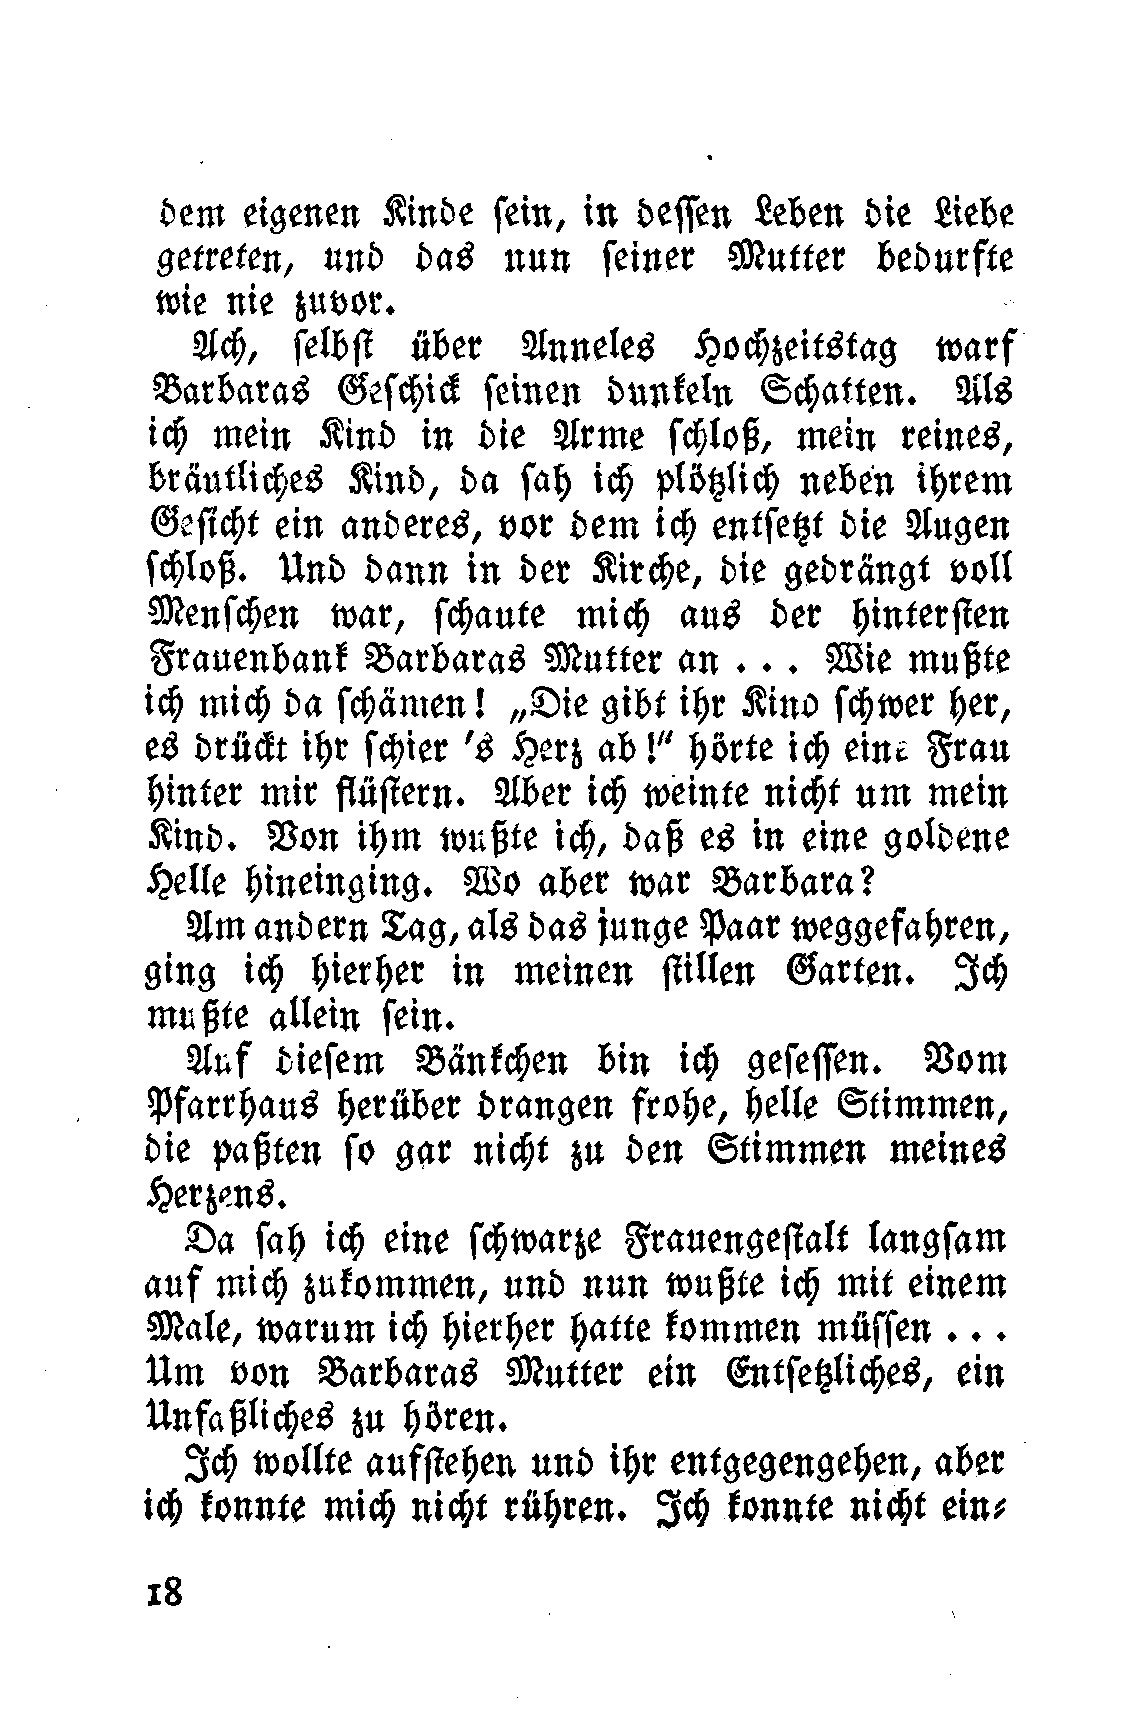 dem eigenen Kinde sein, in dessen Leben die Liebe
getreten, und das nun seiner Mutter bedurfte
wie nie zuvor.
Ach, selbst über Anneles Hochzeitstag warf
Barbaras Geschick seinen dunkeln Schatten. Als
ich mein Kind in die Arme schloß, mein reines,
bräutliches Kind, da sah ich plötzlich neben ihrem
Gesicht ein anderes, vor dem ich entsetzt die Augen
schloß. Und dann in der Kirche, die gedrängt voll
Menschen war, schaute mich aus der hintersten
Frauenbank Barbaras Mutter an . . . Wie mußte
ich mich da schämen! „Die gibt ihr Kind schwer her,
es drückt ihr schier 's Herz ab!“ hörte ich eine Frau
hinter mir flüstern. Aber ich weinte nicht um mein
Kind. Von ihm wußte ich, daß es in eine goldene
Helle hineinging. Wo aber war Barbara?
Am andern Tag, als das junge Paar weggefahren,
ging ich hierher in meinen stillen Garten. Ich
mußte allein sein.
Auf diesem Bänkchen bin ich gesessen. Vom
Pfarrhaus herüber drangen frohe, helle Stimmen,
die paßten so gar nicht zu den Stimmen meines
Herzens.
Da sah ich eine schwarze Frauengestalt langsam
auf mich zukommen, und nun wußte ich mit einem
Male, warum ich hierher hatte kommen müssen . . .
Um von Barbaras Mutter ein Entsetzliches, ein
Unfaßliches zu hören.
Ich wollte aufstehen und ihr entgegengehen, aber
ich konnte mich nicht rühren. Ich konnte nicht ein⸗
18